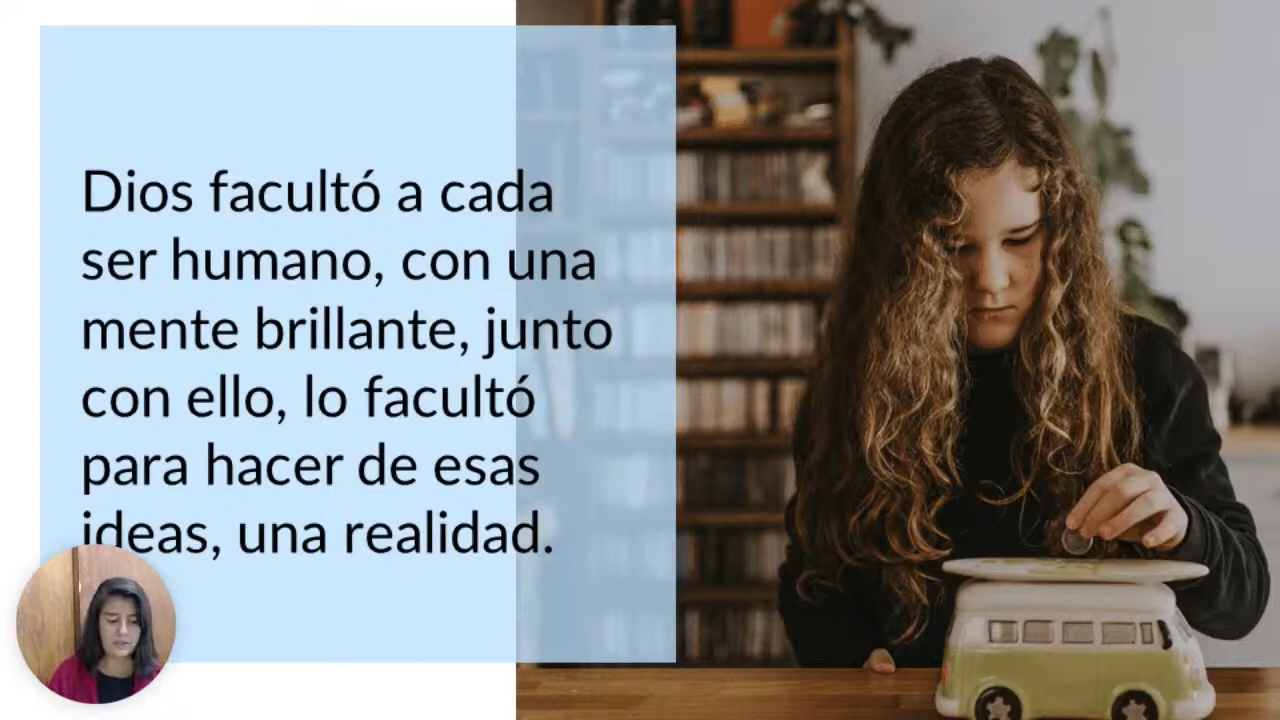 Dios facultó a cada
ser humano, con una
mente brillante, junto
con ello, lo facultó
para hacer de esas
ideas, una realidad.